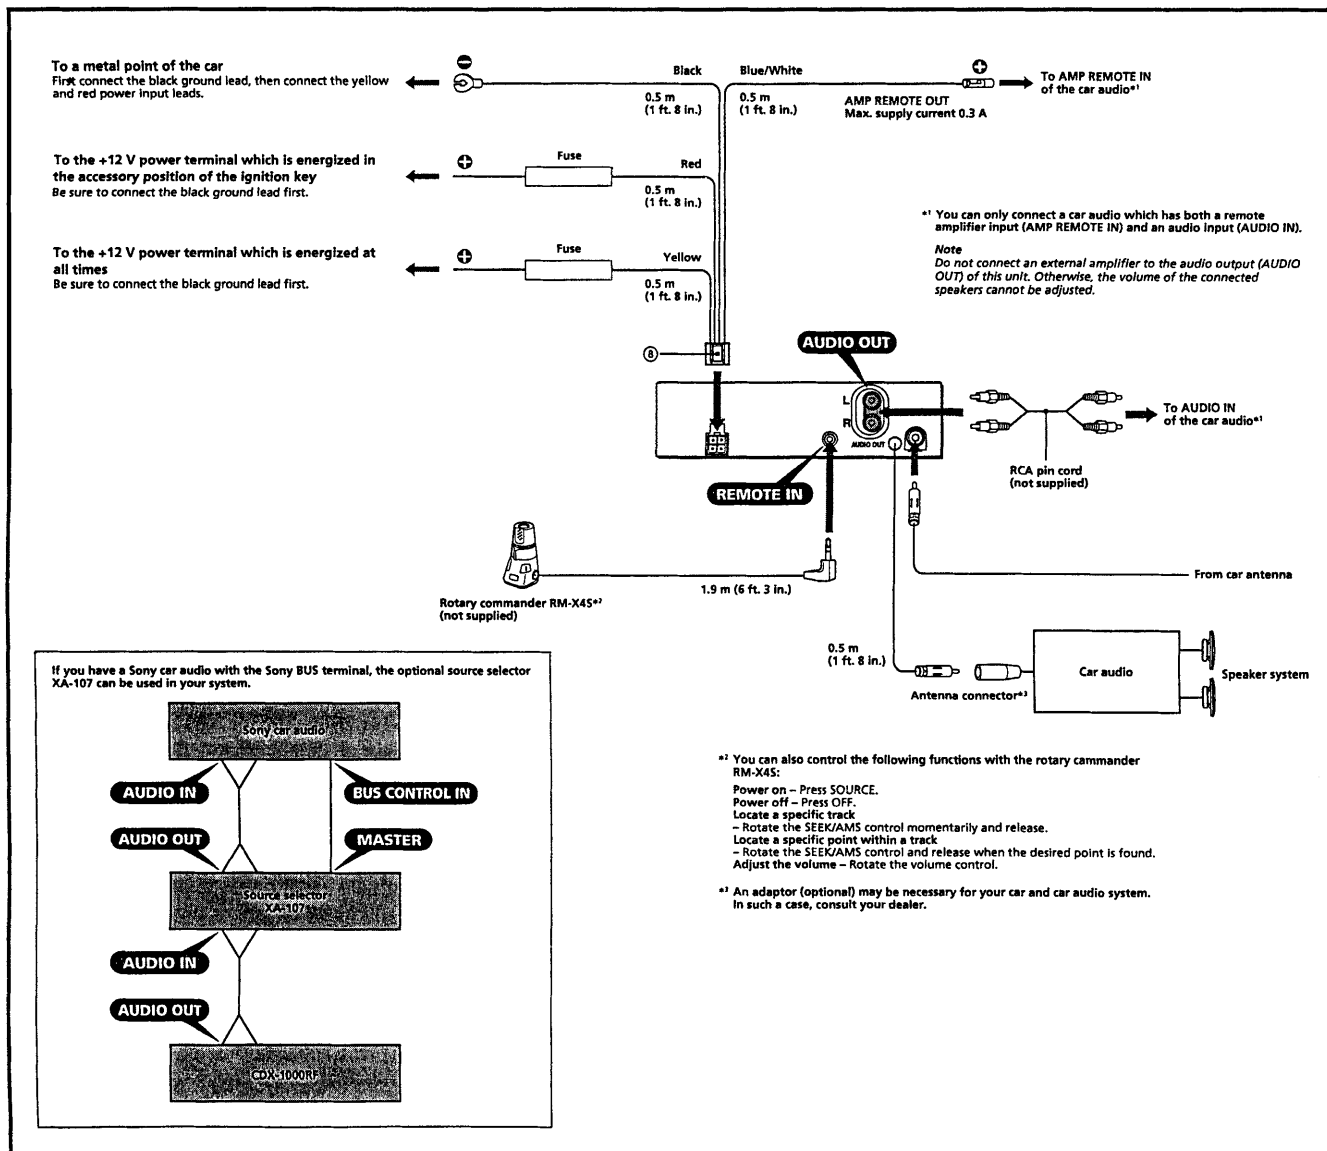 To a metal point of the car
First connect the black ground lead, then connect the yellow
and red power input leads.
Black
0.5 m
(1 ft. 8 in.)
Blue/White
0.5 m
(1 ft. 8 in.)
AMP REMOTE OUT
Max. supply current 0.3 A
To AMP REMOTE IN
of the car audio*1
To the +12 V power terminal which is energized in
the accessory position of the ignition key
Be sure to connect the black ground lead first.
Fuse
Red
0.5 m
(1 ft. 8 in.)
To the +12 V power terminal which is energized at
all times
Be sure to connect the black ground lead first.
Fuse
Yellow
0.5 m
(1 ft. 8 in.)
*1 You can only connect a car audio which has both a remote
amplifier input (AMP REMOTE IN) and an audio input (AUDIO IN).
Note
Do not connect an external amplifier to the audio output (AUDIO
OUT) of this unit. Otherwise, the volume of the connected
speakers cannot be adjusted.
8
AUDIO OUT
L
R
AUDIO OUT
To AUDIO IN
of the car audio*1
RCA pin cord
(not supplied)
REMOTE IN
Rotary commander RM-X4S*2
(not supplied)
1.9 m (6 ft. 3 in.)
From car antenna
0.5 m
(1 ft. 8 in.)
Antenna connector*3
Car audio
Speaker system
If you have a Sony car audio with the Sony BUS terminal, the optional source selector
XA-107 can be used in your system.
Sony car audio
AUDIO IN
BUS CONTROL IN
AUDIO OUT
MASTER
Source selector
XA-107
AUDIO IN
AUDIO OUT
CDX-1000RF
*2 You can also control the following functions with the rotary cammander
RM-X4S:
Power on – Press SOURCE.
Power off – Press OFF.
Locate a specific track
– Rotate the SEEK/AMS control momentarily and release.
Locate a specific point within a track
– Rotate the SEEK/AMS control and release when the desired point is found.
Adjust the volume – Rotate the volume control.
*3 An adaptor (optional) may be necessary for your car and car audio system.
In such a case, consult your dealer.